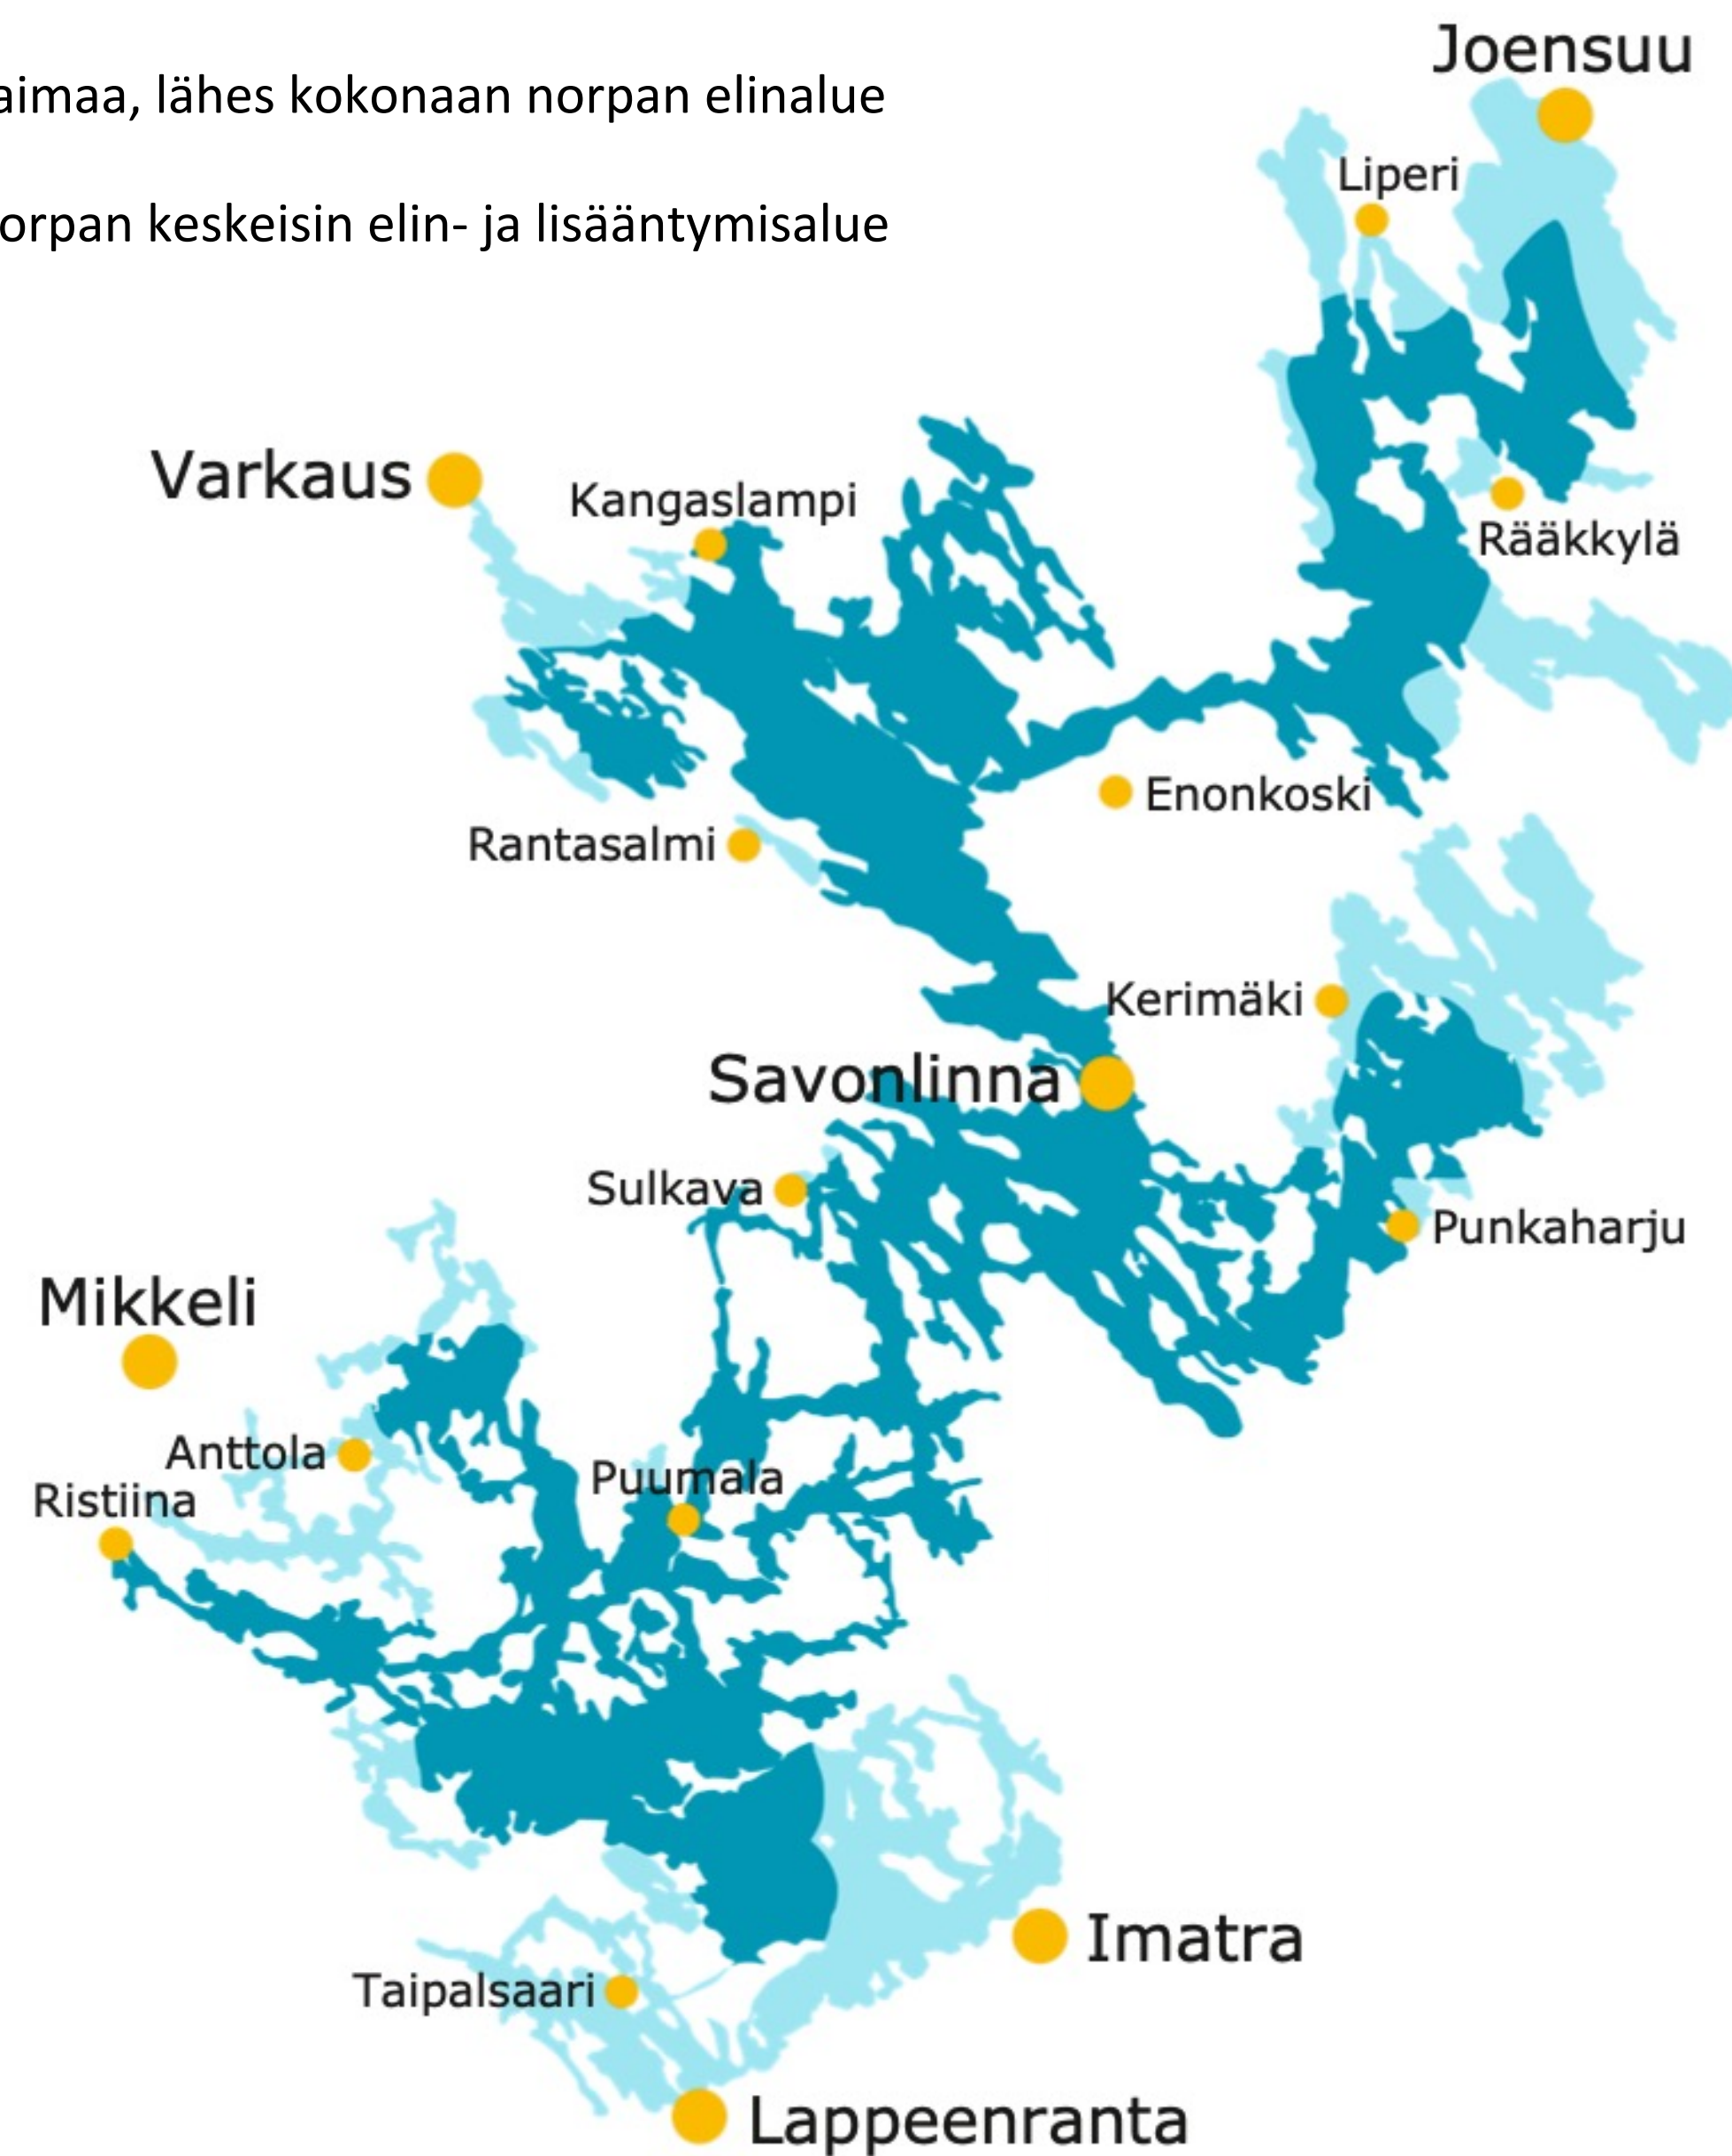 aimaa, lähes kokonaan norpan elinalue
orpan keskeisin elin- ja lisääntymisalue
Joensuu
Liperi
Varkaus
Kangaslampi
Rääkkylä
Enonkoski
Rantasalmi
Kerimäki
Savonlinna
Sulkava
Punkaharju
Mikkeli
Anttola
Puumala
Ristiina
Imatra
Taipalsaari
Lappeenranta